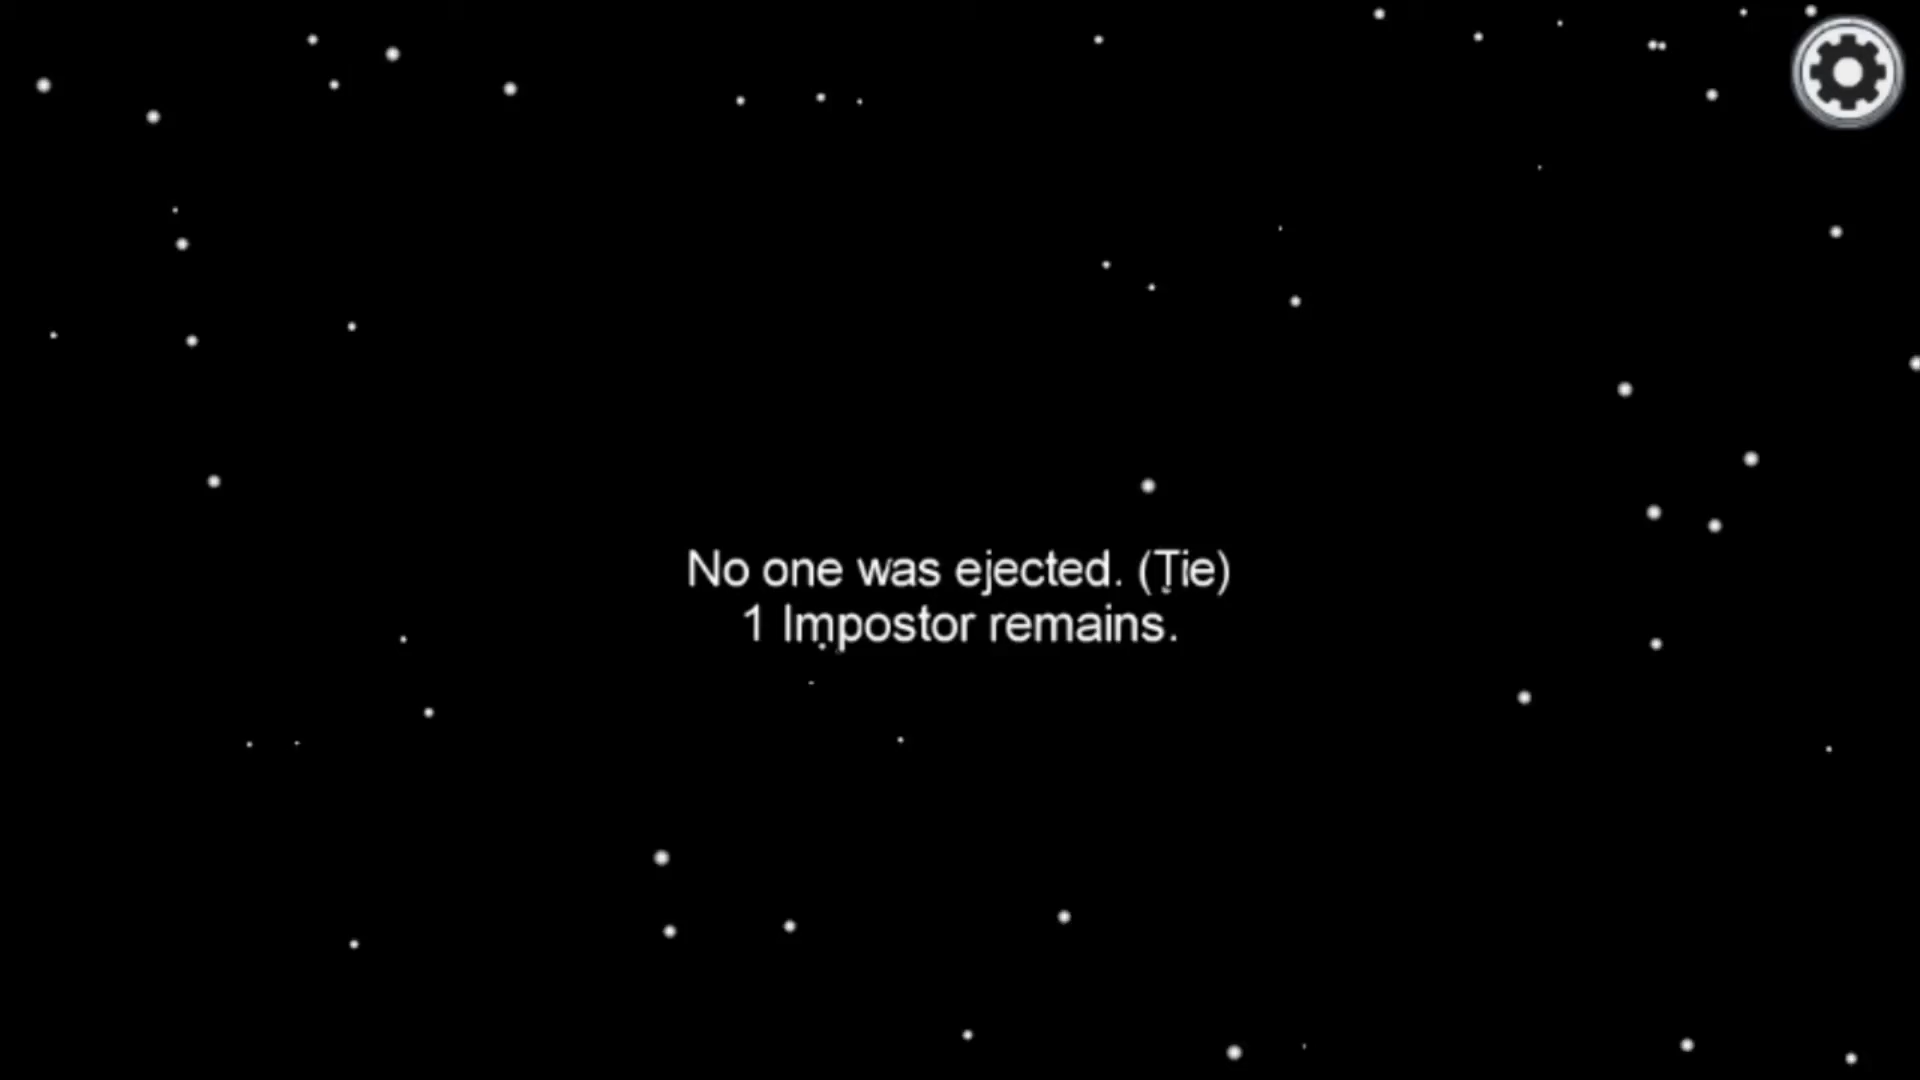 No one was ejected. (Tie)
1 Impostor remains.